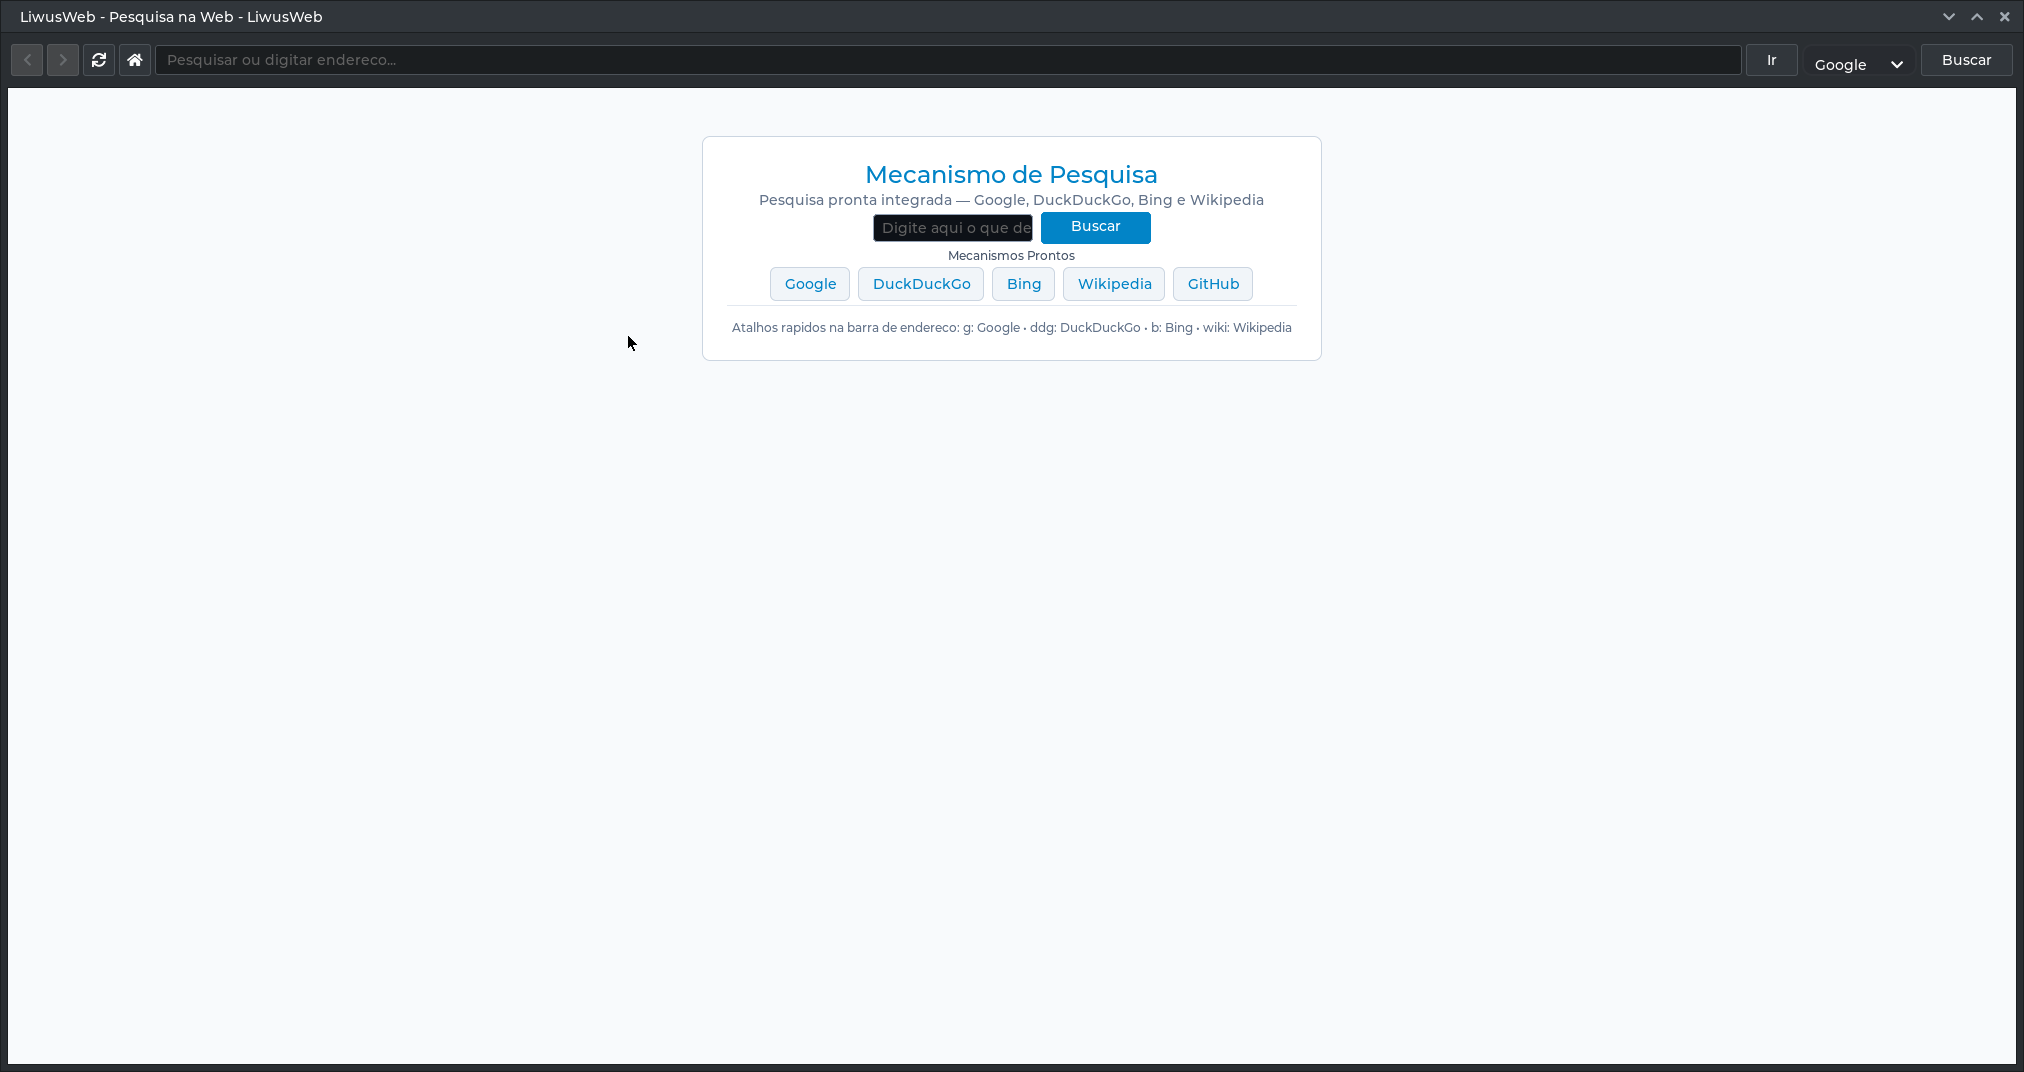 LiwusWeb - Pesquisa na Web - LiwusWeb
Pesquisar ou digitar endereco... Ir Google Buscar
Mecanismo de Pesquisa
Pesquisa pronta integrada — Google, DuckDuckGo, Bing e Wikipedia
Digite aqui o que de Buscar
Mecanismos Prontos
Google DuckDuckGo Bing Wikipedia GitHub
Atalhos rapidos na barra de endereco: g: Google • ddg: DuckDuckGo • b: Bing • wiki: Wikipedia